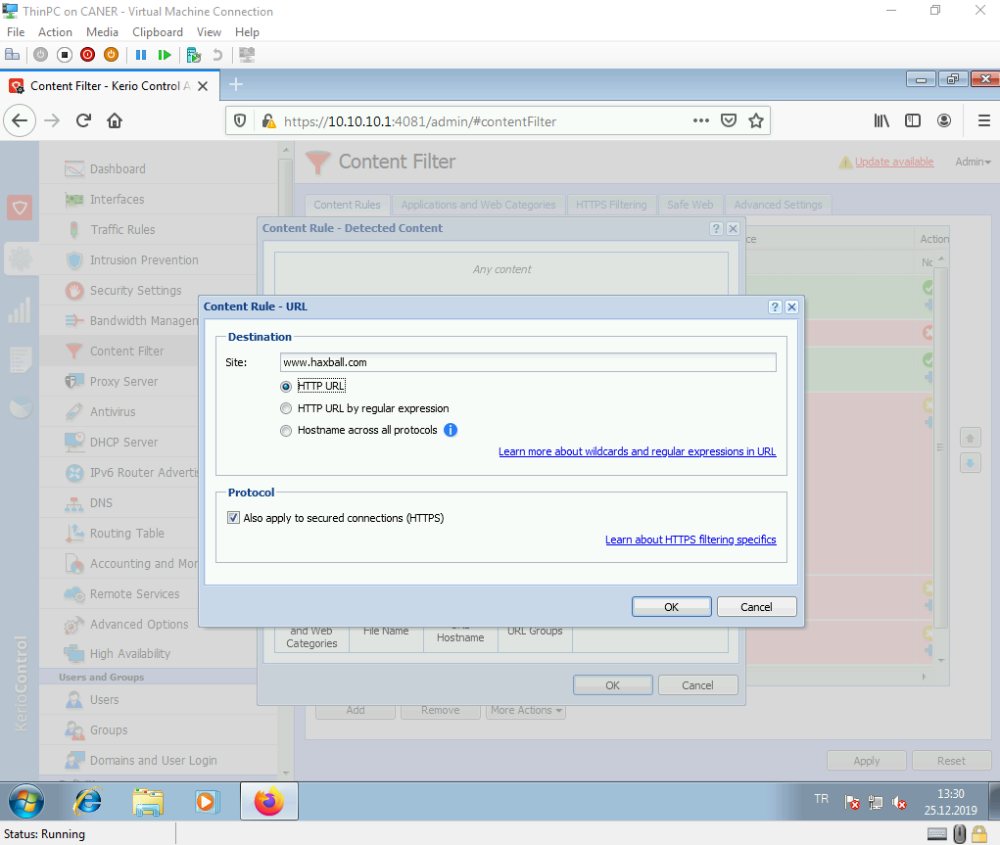 ThinPC on CANER - Virtual Machine Connection
File Action Media Clipboard View Help
Content Filter - Kerio Control A
https://10.10.10.1:4081/admin/#contentFilter
Dashboard
Interfaces
Traffic Rules
Intrusion Prevention
Security Settings
Bandwidth Managen
Content Filter
Proxy Server
Antivirus
DHCP Server
IPv6 Router Adverti
DNS
Routing Table
Accounting and Mor
Remote Services
Advanced Options
High Availability
Users and Groups
Users
Groups
Domains and User Login
KerioControl
Content Filter
Update available
Admin
Content Rules
Applications and Web Categories
HTTPS Filtering
Safe Web
Advanced Settings
ce
Action
Nc
Content Rule - Detected Content
Any content
Content Rule - URL
Destination
Site:
www.haxball.com
HTTP URL
HTTP URL by regular expression
Hostname across all protocols
Learn more about wildcards and regular expressions in URL
Protocol
Also apply to secured connections (HTTPS)
Learn about HTTPS filtering specifics
OK
Cancel
and Web
Categories
File Name
Hostname
URL Groups
OK
Cancel
Add
Remove
More Actions
Apply
Reset
TR
13:30
25.12.2019
Status: Running